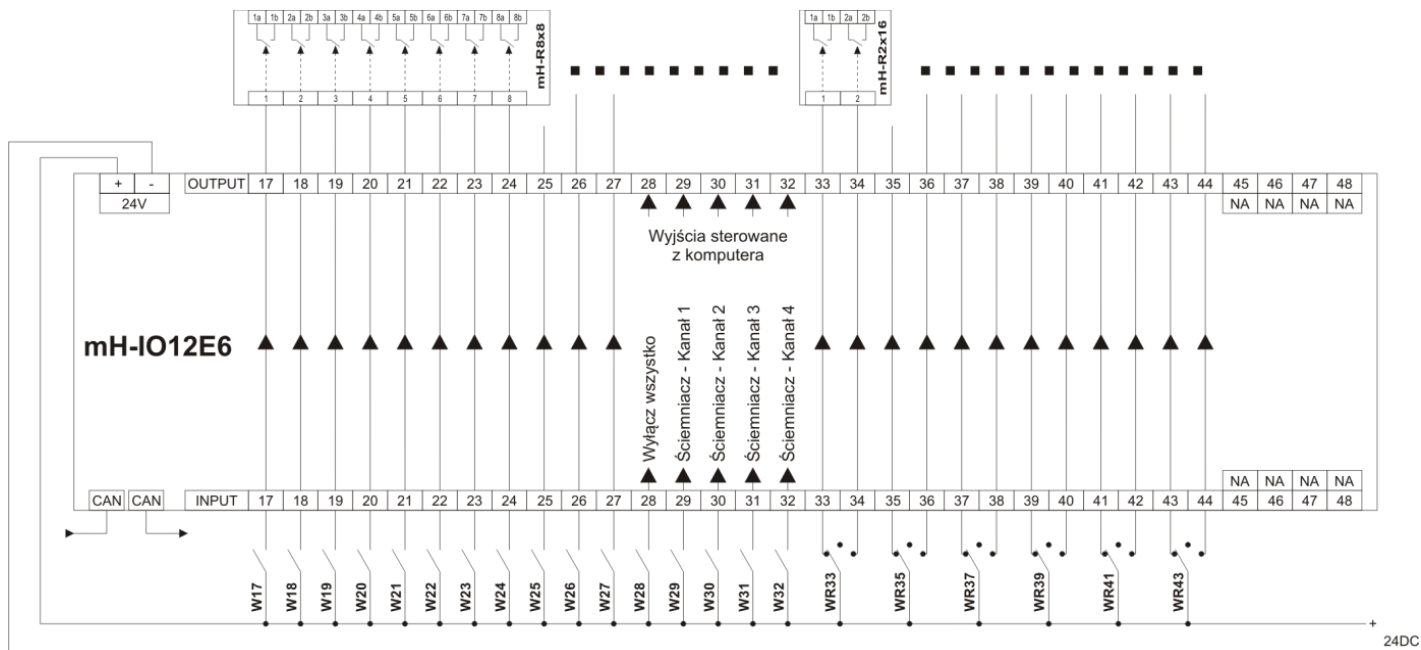 1a 1b 2a 2b 3a 3b 4a 4b 5a 5b 6a 6b 7a 7b 8a 8b
mH-R8x8
1 2 3 4 5 6 7 8
1a 1b 2a 2b
mH-R2x16
1 2
+ -
24V
OUTPUT 17 18 19 20 21 22 23 24 25 26 27 28 29 30 31 32 33 34 35 36 37 38 39 40 41 42 43 44 45 46 47 48
NA NA NA NA
Wyjścia sterowane
z komputera
mH-IO12E6
Wyłącz wszystko
Ściemniacz - Kanał 1
Ściemniacz - Kanał 2
Ściemniacz - Kanał 3
Ściemniacz - Kanał 4
NA NA NA NA
CAN CAN
INPUT 17 18 19 20 21 22 23 24 25 26 27 28 29 30 31 32 33 34 35 36 37 38 39 40 41 42 43 44 45 46 47 48
W17 W18 W19 W20 W21 W22 W23 W24 W25 W26 W27 W28 W29 W30 W31 W32 WR33 WR35 WR37 WR39 WR41 WR43
+
24DC